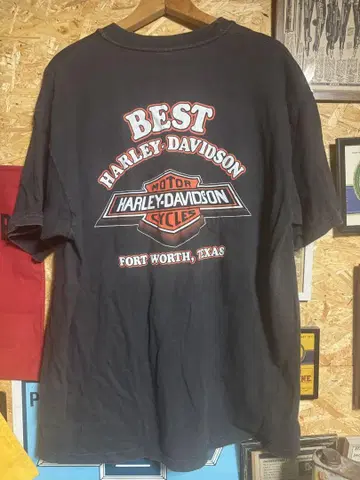 BEST
HARLEY-DAVIDSON
MOTOR
HARLEY-DAVIDSON
CYCLES
FORT WORTH, TEXAS